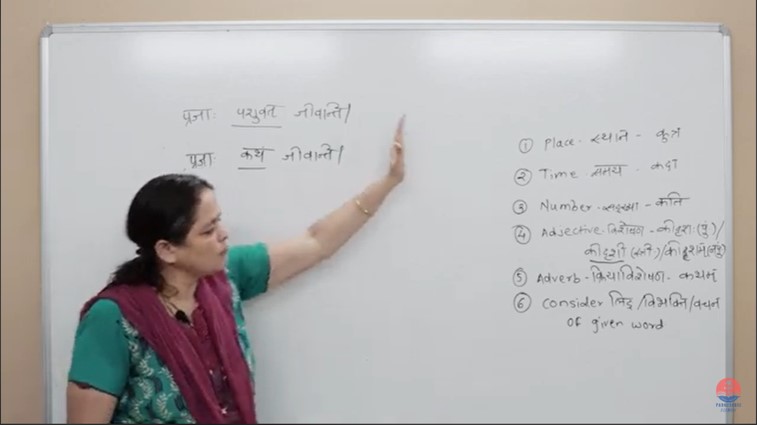 प्रजाः पशुवत् जीवन्ति।
प्रजाः कथं जीवन्ति।
① Place - स्थान - कुत्र
② Time - समय - कदा
③ Number - सङ्ख्या - कति
④ Adjective - विशेषण - कीदृशः (पुं)/
कीदृशी (स्त्री)/कीदृशम् (नपु)
⑤ Adverb - क्रियाविशेषण - कथम्
⑥ Consider लिङ्ग/विभक्ति/वचन
of given word